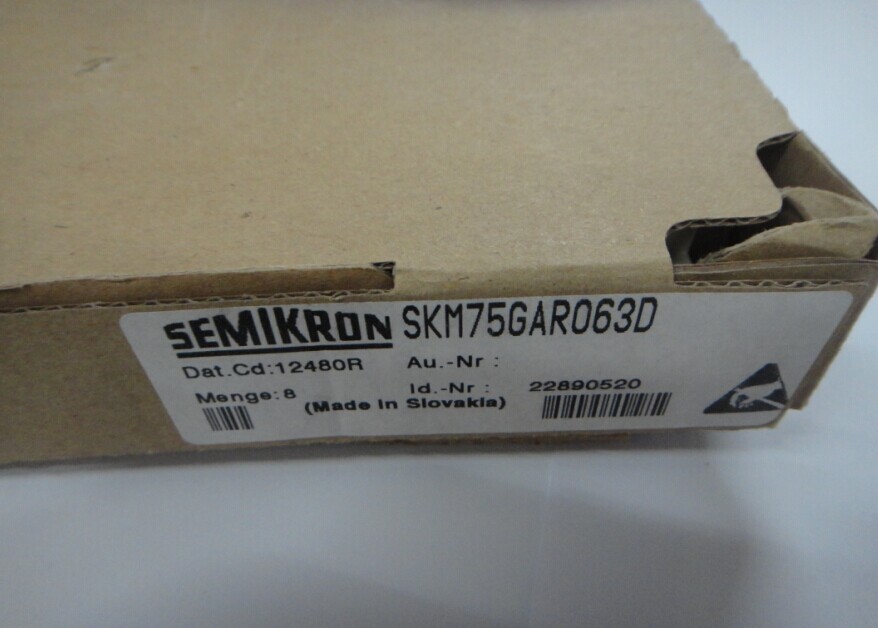 SEMIKRON SKM75GAR063D
Dat.Cd:12480R Au.-Nr :
Menge:8 Id.-Nr : 22890520
(Made in Slovakia)